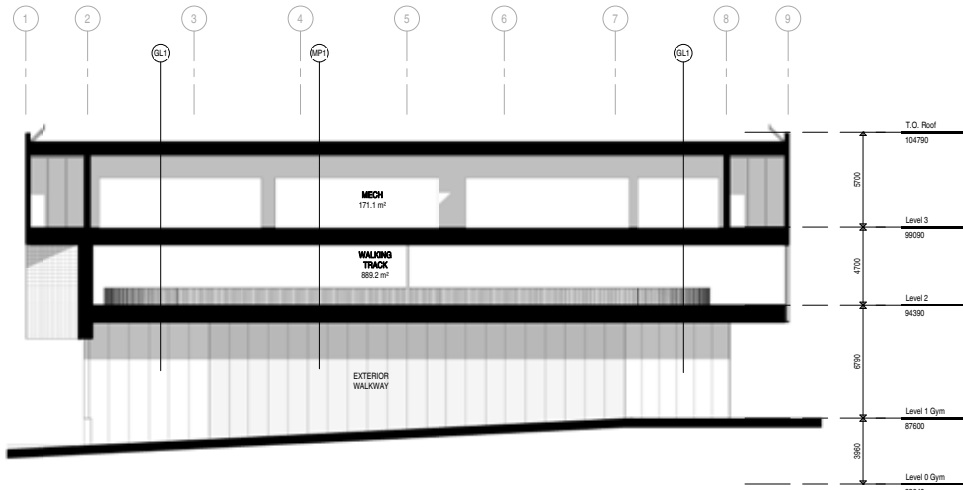 1 2 3 4 5 6 7 8 9
GL1 MP1 GL1
T.O. Roof
104790
5700
MECH
171.1 m²
Level 3
99090
WALKING
TRACK
889.2 m²
4700
Level 2
94390
6790
EXTERIOR
WALKWAY
Level 1 Gym
87600
3960
Level 0 Gym